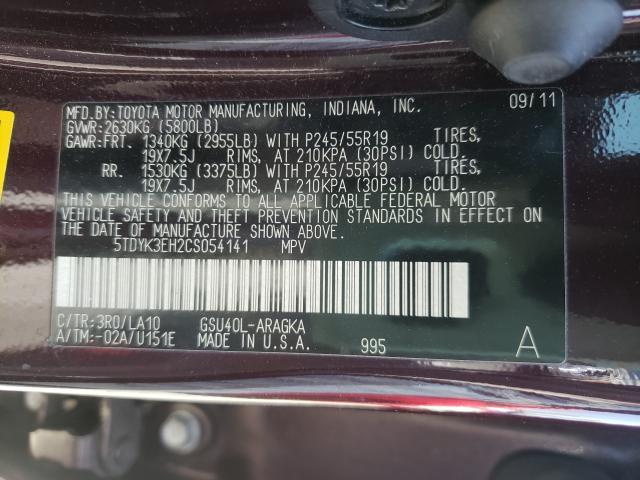 MFD.BY:TOYOTA MOTOR MANUFACTURING, INDIANA, INC. 09/11
GVWR:2630KG (5800LB)
GAWR:FRT. 1340KG (2955LB) WITH P245/55R19 TIRES,
19X7.5J RIMS, AT 210KPA (30PSI) COLD.
RR. 1530KG (3375LB) WITH P245/55R19 TIRES,
19X7.5J RIMS, AT 210KPA (30PSI) COLD.
THIS VEHICLE CONFORMS TO ALL APPLICABLE FEDERAL MOTOR
VEHICLE SAFETY AND THEFT PREVENTION STANDARDS IN EFFECT ON
THE DATE OF MANUFACTURE SHOWN ABOVE.
5TDYK3EH2CS054141 MPV
C/TR:3R0/LA10 GSU40L-ARAGKA
A/TM:-02A/U151E MADE IN U.S.A. 995 A